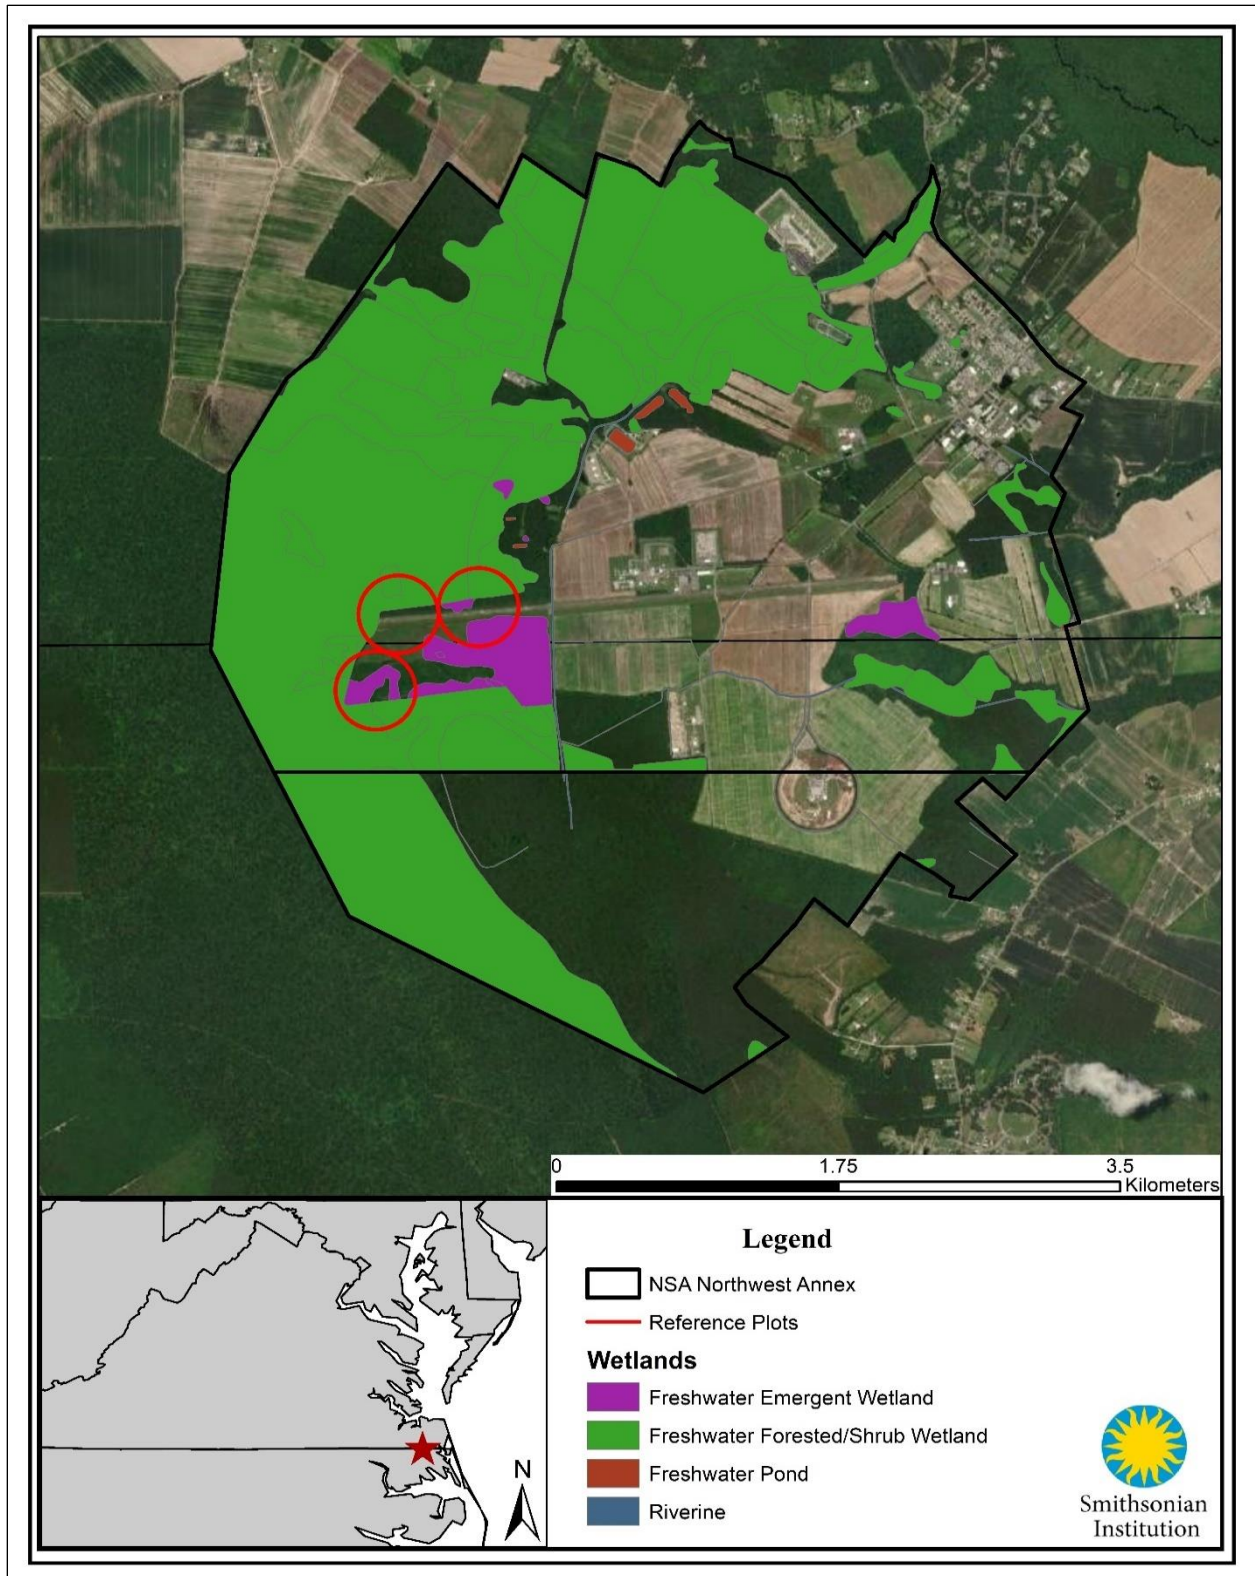 0 1.75 3.5
Kilometers
Legend
NSA Northwest Annex
Reference Plots
Wetlands
Freshwater Emergent Wetland
Freshwater Forested/Shrub Wetland
Freshwater Pond
Riverine
N
Smithsonian
Institution